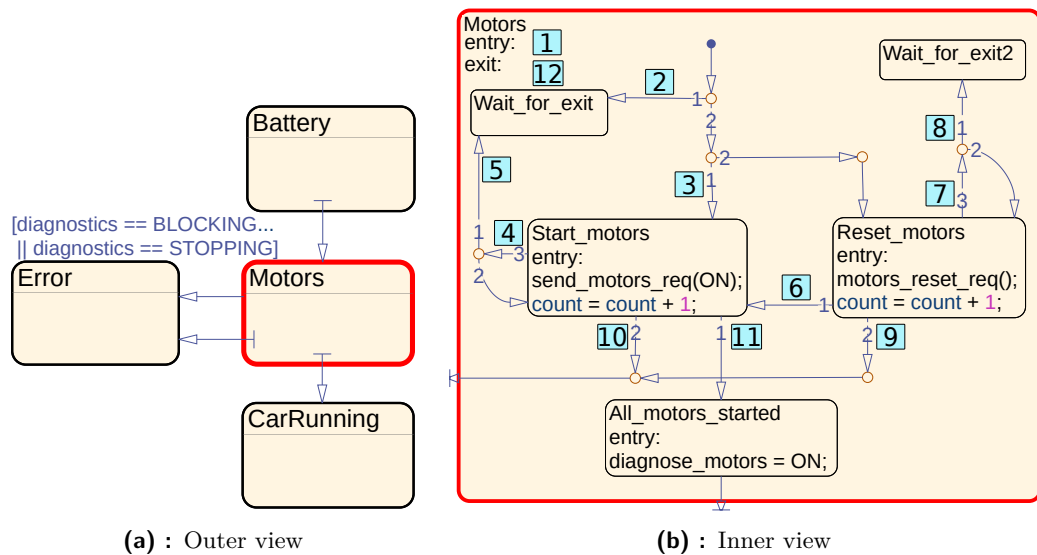 Battery
[diagnostics == BLOCKING...
|| diagnostics == STOPPING]
Error
Motors
CarRunning
(a) : Outer view
Motors
entry: 1
exit:
12
Wait_for_exit
2
1
2
Wait_for_exit2
8
1
2
2
3
1
5
7
3
1
4
3
2
Start_motors
entry:
send_motors_req(ON);
count = count + 1;
6
1
Reset_motors
entry:
motors_reset_req();
count = count + 1;
10
2
1
11
2
9
All_motors_started
entry:
diagnose_motors = ON;
(b) : Inner view